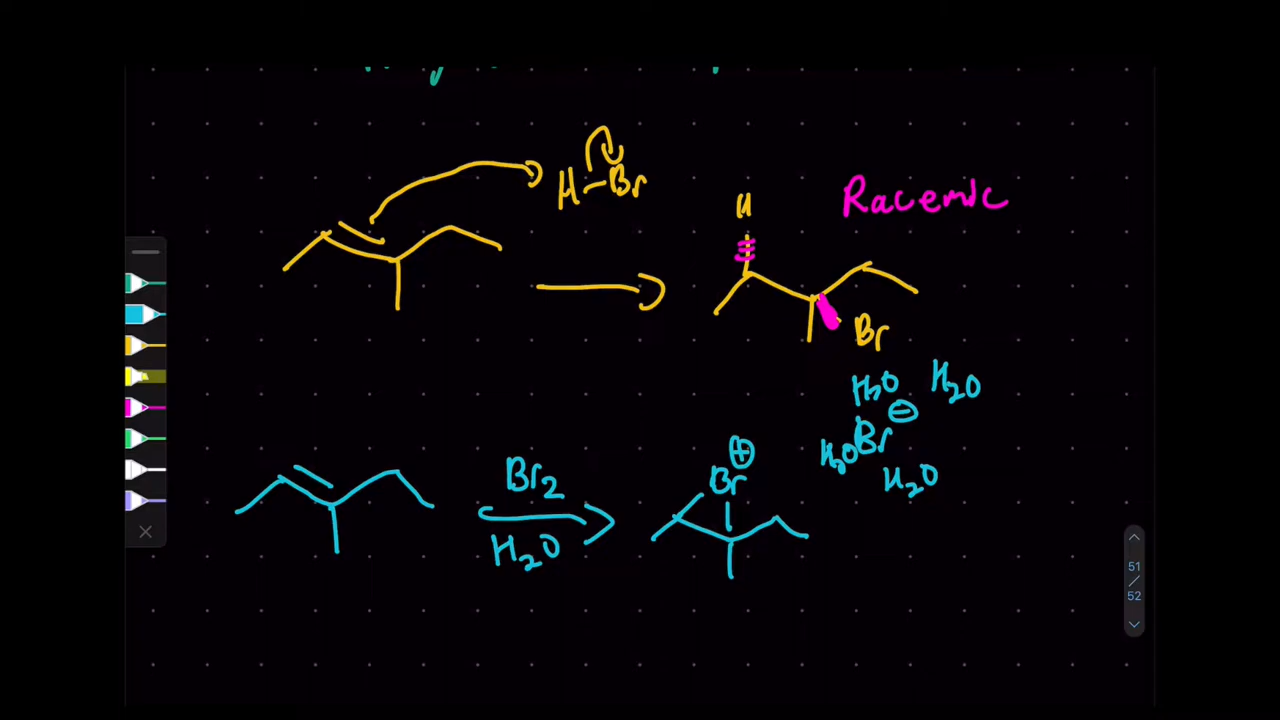 H-Br
H
Racemic
Br
H2O H2O
Br⊖
H2O
H2O
Br2
H2O
Br⊕
51
/
52